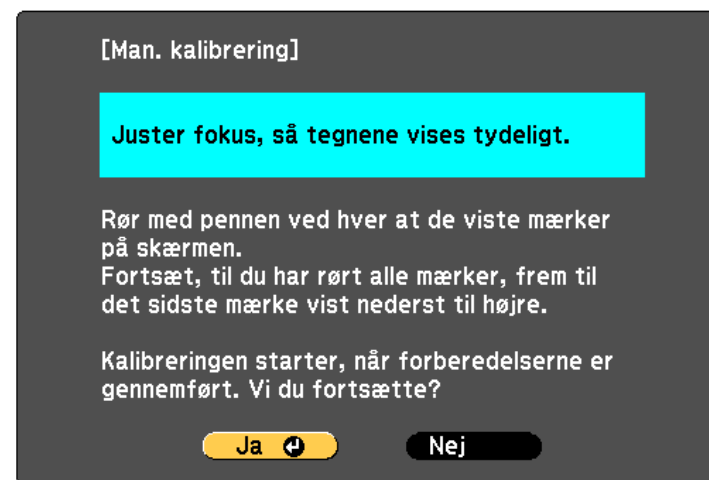 [Man. kalibrering]
Juster fokus, så tegnene vises tydeligt.
Rør med pennen ved hver at de viste mærker
på skærmen.
Fortsæt, til du har rørt alle mærker, frem til
det sidste mærke vist nederst til højre.
Kalibreringen starter, når forberedelserne er
gennemført. Vi du fortsætte?
Ja
Nej